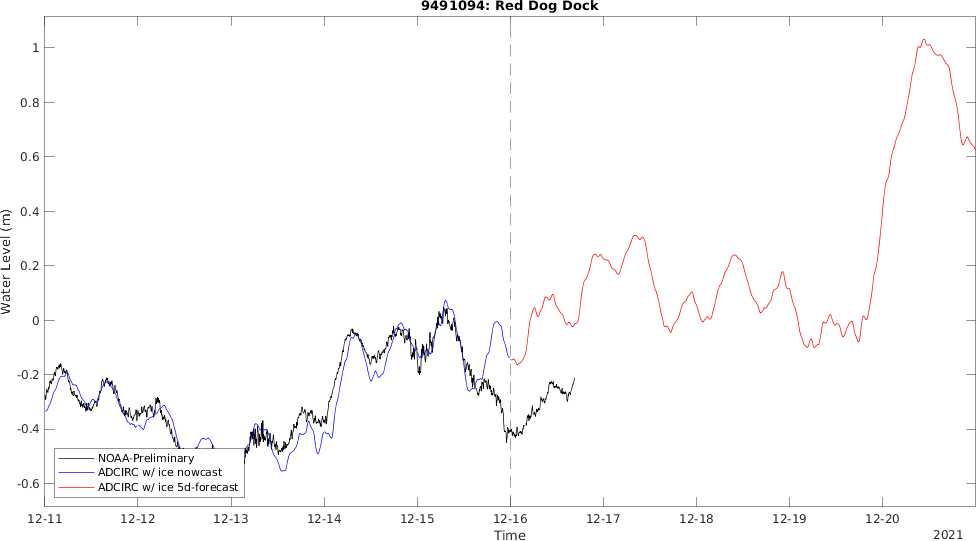 9491094: Red Dog Dock
Water Level (m)
1
0.8
0.6
0.4
0.2
0
-0.2
-0.4
-0.6
NOAA-Preliminary
ADCIRC w/ ice nowcast
ADCIRC w/ ice 5d-forecast
12-11 12-12 12-13 12-14 12-15 12-16 12-17 12-18 12-19 12-20
Time
2021